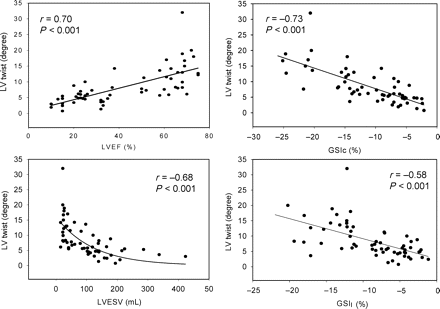 r = 0.70
P < 0.001
LV twist (degree)
35
30
25
20
15
10
5
0
0 20 40 60 80
LVEF (%)
r = –0.73
P < 0.001
LV twist (degree)
35
30
25
20
15
10
5
0
–30 –25 –20 –15 –10 –5 0
GSIc (%)
r = –0.68
P < 0.001
LV twist (degree)
35
30
25
20
15
10
5
0
0 100 200 300 400 500
LVESV (mL)
r = –0.58
P < 0.001
LV twist (degree)
35
30
25
20
15
10
5
0
–25 –20 –15 –10 –5 0
GSIl (%)